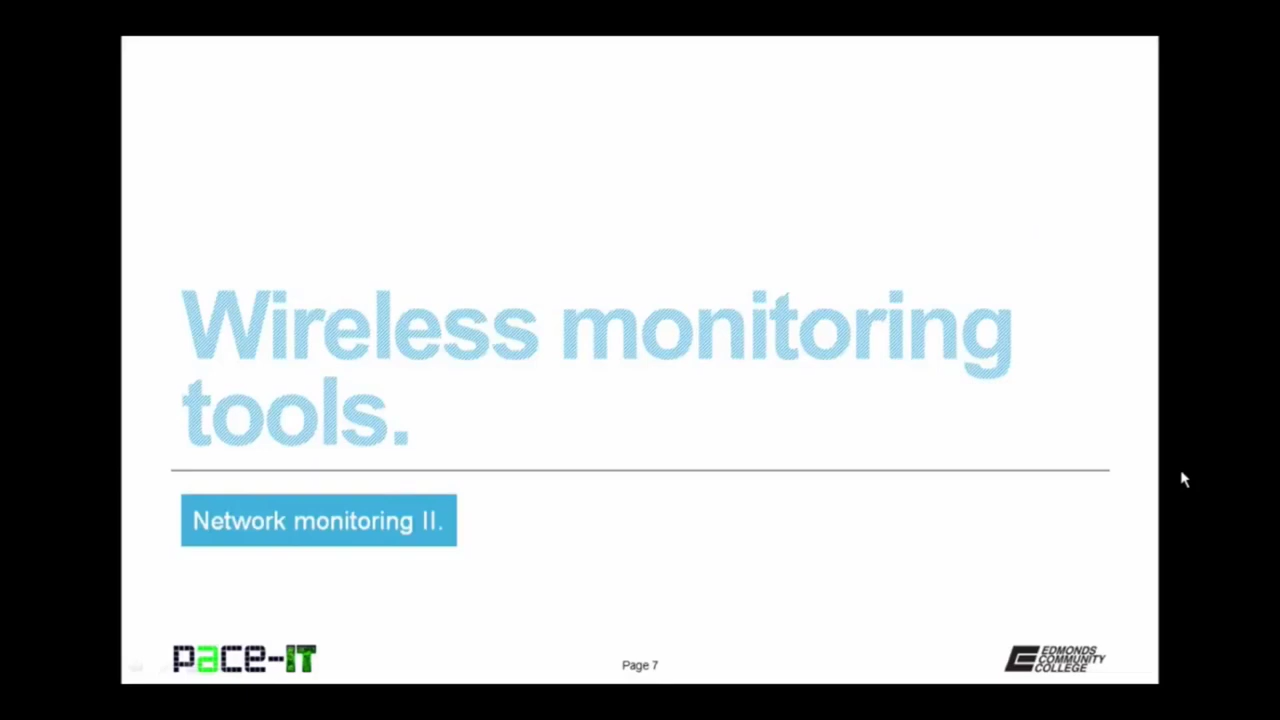 Wireless monitoring
tools.
Network monitoring II.
pace-IT
Page 7
EDMONDS
COMMUNITY
COLLEGE